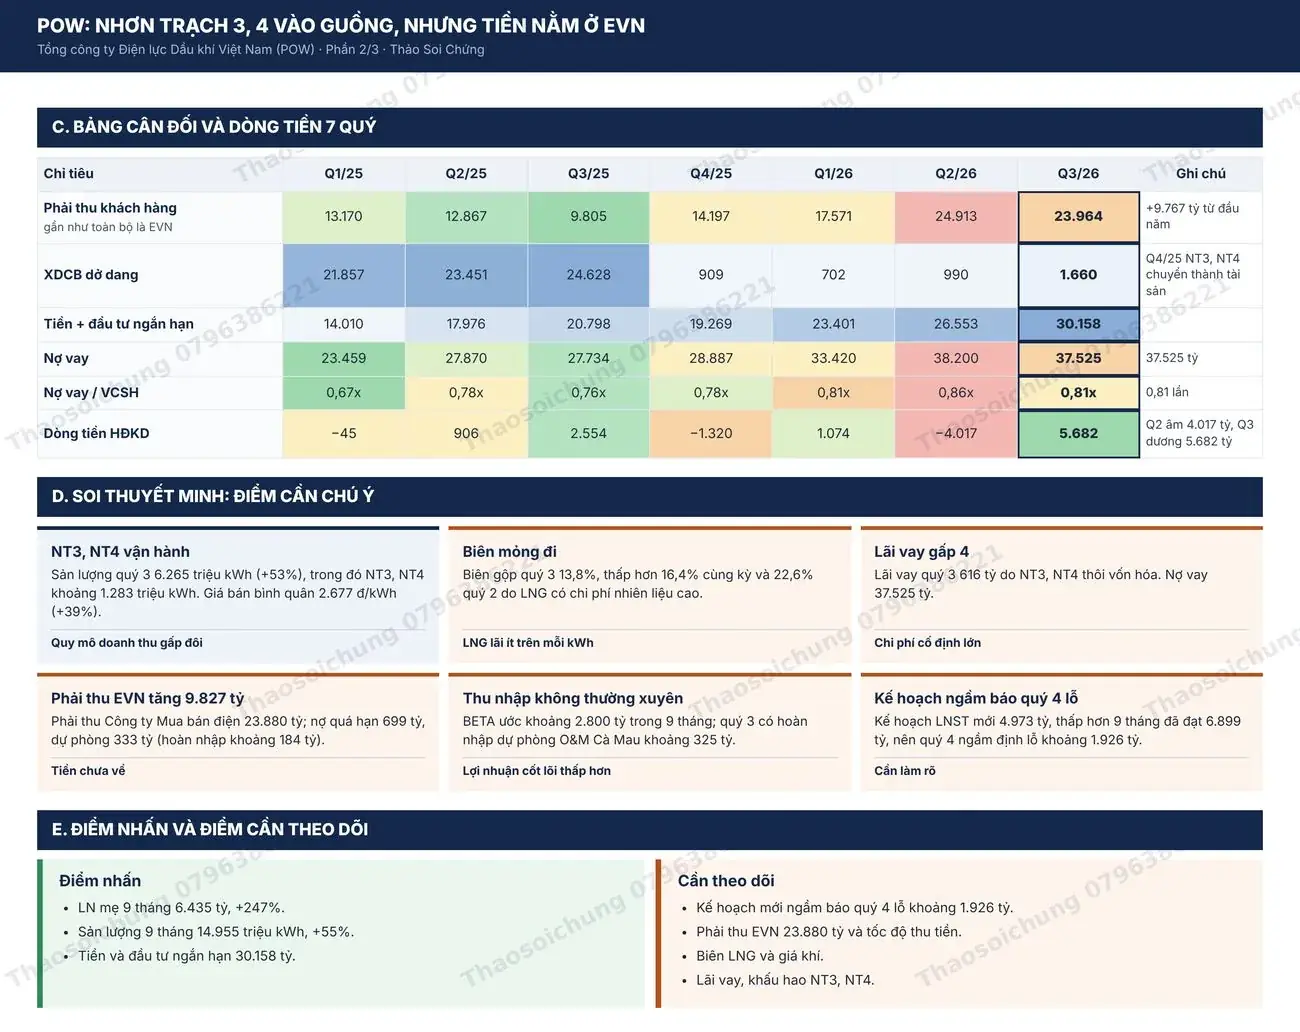 POW: NHƠN TRẠCH 3, 4 VÀO GUỒNG, NHƯNG TIỀN NẰM Ở EVN
Tổng công ty Điện lực Dầu khí Việt Nam (POW) · Phần 2/3 · Thảo Soi Chứng
C. BẢNG CÂN ĐỐI VÀ DÒNG TIỀN 7 QUÝ
Chỉ tiêu Q1/25 Q2/25 Q3/25 Q4/25 Q1/26 Q2/26 Q3/26 Ghi chú
Phải thu khách hàng
gần như toàn bộ là EVN
13.170 12.867 9.805 14.197 17.571 24.913 23.964
+9.767 tỷ từ đầu
năm
XDCB dở dang 21.857 23.451 24.628 909 702 990 1.660
Q4/25 NT3, NT4
chuyển thành tài
sản
Tiền + đầu tư ngắn hạn 14.010 17.976 20.798 19.269 23.401 26.553 30.158
Nợ vay 23.459 27.870 27.734 28.887 33.420 38.200 37.525 37.525 tỷ
Nợ vay / VCSH 0,67x 0,78x 0,76x 0,78x 0,81x 0,86x 0,81x 0,81 lần
Dòng tiền HĐKD −45 906 2.554 −1.320 1.074 −4.017 5.682
Q2 âm 4.017 tỷ, Q3
dương 5.682 tỷ
D. SOI THUYẾT MINH: ĐIỂM CẦN CHÚ Ý
NT3, NT4 vận hành
Sản lượng quý 3 6.265 triệu kWh (+53%), trong đó NT3, NT4
khoảng 1.283 triệu kWh. Giá bán bình quân 2.677 đ/kWh
(+39%).
Quy mô doanh thu gấp đôi
Biên mỏng đi
Biên gộp quý 3 13,8%, thấp hơn 16,4% cùng kỳ và 22,6%
quý 2 do LNG có chi phí nhiên liệu cao.
LNG lãi ít trên mỗi kWh
Lãi vay gấp 4
Lãi vay quý 3 616 tỷ do NT3, NT4 thôi vốn hóa. Nợ vay
37.525 tỷ.
Chi phí cố định lớn
Phải thu EVN tăng 9.827 tỷ
Phải thu Công ty Mua bán điện 23.880 tỷ; nợ quá hạn 699 tỷ,
dự phòng 333 tỷ (hoàn nhập khoảng 184 tỷ).
Tiền chưa về
Thu nhập không thường xuyên
BETA ước khoảng 2.800 tỷ trong 9 tháng; quý 3 có hoàn
nhập dự phòng O&M Cà Mau khoảng 325 tỷ.
Lợi nhuận cốt lõi thấp hơn
Kế hoạch ngầm báo quý 4 lỗ
Kế hoạch LNST mới 4.973 tỷ, thấp hơn 9 tháng đã đạt 6.899
tỷ, nên quý 4 ngầm định lỗ khoảng 1.926 tỷ.
Cần làm rõ
E. ĐIỂM NHẤN VÀ ĐIỂM CẦN THEO DÕI
Điểm nhấn
• LN mẹ 9 tháng 6.435 tỷ, +247%.
• Sản lượng 9 tháng 14.955 triệu kWh, +55%.
• Tiền và đầu tư ngắn hạn 30.158 tỷ.
Cần theo dõi
• Kế hoạch mới ngầm báo quý 4 lỗ khoảng 1.926 tỷ.
• Phải thu EVN 23.880 tỷ và tốc độ thu tiền.
• Biên LNG và giá khí.
• Lãi vay, khấu hao NT3, NT4.
Thaosoichung 0796386221